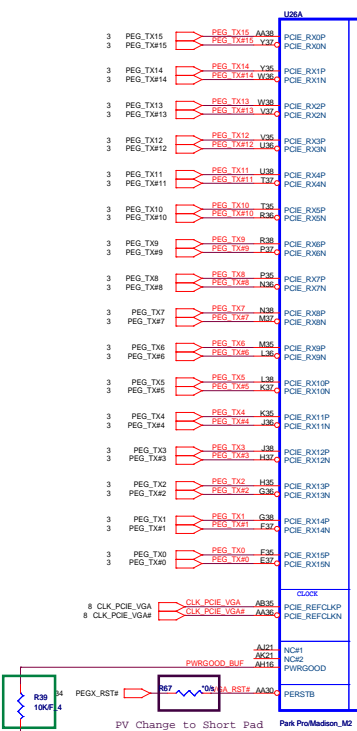 U26A
3 PEG_TX15 PEG_TX15 AA38 PCIE_RX0P
3 PEG_TX#15 PEG_TX#15 Y37 PCIE_RX0N
3 PEG_TX14 PEG_TX14 Y35 PCIE_RX1P
3 PEG_TX#14 PEG_TX#14 W36 PCIE_RX1N
3 PEG_TX13 PEG_TX13 W38 PCIE_RX2P
3 PEG_TX#13 PEG_TX#13 V37 PCIE_RX2N
3 PEG_TX12 PEG_TX12 V35 PCIE_RX3P
3 PEG_TX#12 PEG_TX#12 U36 PCIE_RX3N
3 PEG_TX11 PEG_TX11 U38 PCIE_RX4P
3 PEG_TX#11 PEG_TX#11 T37 PCIE_RX4N
3 PEG_TX10 PEG_TX10 T35 PCIE_RX5P
3 PEG_TX#10 PEG_TX#10 R36 PCIE_RX5N
3 PEG_TX9 PEG_TX9 R38 PCIE_RX6P
3 PEG_TX#9 PEG_TX#9 P37 PCIE_RX6N
3 PEG_TX8 PEG_TX8 P35 PCIE_RX7P
3 PEG_TX#8 PEG_TX#8 N36 PCIE_RX7N
3 PEG_TX7 PEG_TX7 N38 PCIE_RX8P
3 PEG_TX#7 PEG_TX#7 M37 PCIE_RX8N
3 PEG_TX6 PEG_TX6 M35 PCIE_RX9P
3 PEG_TX#6 PEG_TX#6 L36 PCIE_RX9N
3 PEG_TX5 PEG_TX5 L38 PCIE_RX10P
3 PEG_TX#5 PEG_TX#5 K37 PCIE_RX10N
3 PEG_TX4 PEG_TX4 K35 PCIE_RX11P
3 PEG_TX#4 PEG_TX#4 J36 PCIE_RX11N
3 PEG_TX3 PEG_TX3 J38 PCIE_RX12P
3 PEG_TX#3 PEG_TX#3 H37 PCIE_RX12N
3 PEG_TX2 PEG_TX2 H35 PCIE_RX13P
3 PEG_TX#2 PEG_TX#2 G36 PCIE_RX13N
3 PEG_TX1 PEG_TX1 G38 PCIE_RX14P
3 PEG_TX#1 PEG_TX#1 F37 PCIE_RX14N
3 PEG_TX0 PEG_TX0 F35 PCIE_RX15P
3 PEG_TX#0 PEG_TX#0 E37 PCIE_RX15N
CLOCK
8 CLK_PCIE_VGA CLK_PCIE_VGA AB35 PCIE_REFCLKP
8 CLK_PCIE_VGA# CLK_PCIE_VGA# AA36 PCIE_REFCLKN
AJ21 NC#1
AK21 NC#2
PWRGOOD_BUF AH16 PWRGOOD
34 PEGX_RST# R67 *0/s GA_RST# AA30 PERSTB
R39
10K/F_4
PV Change to Short Pad
Park Pro/Madison_M2